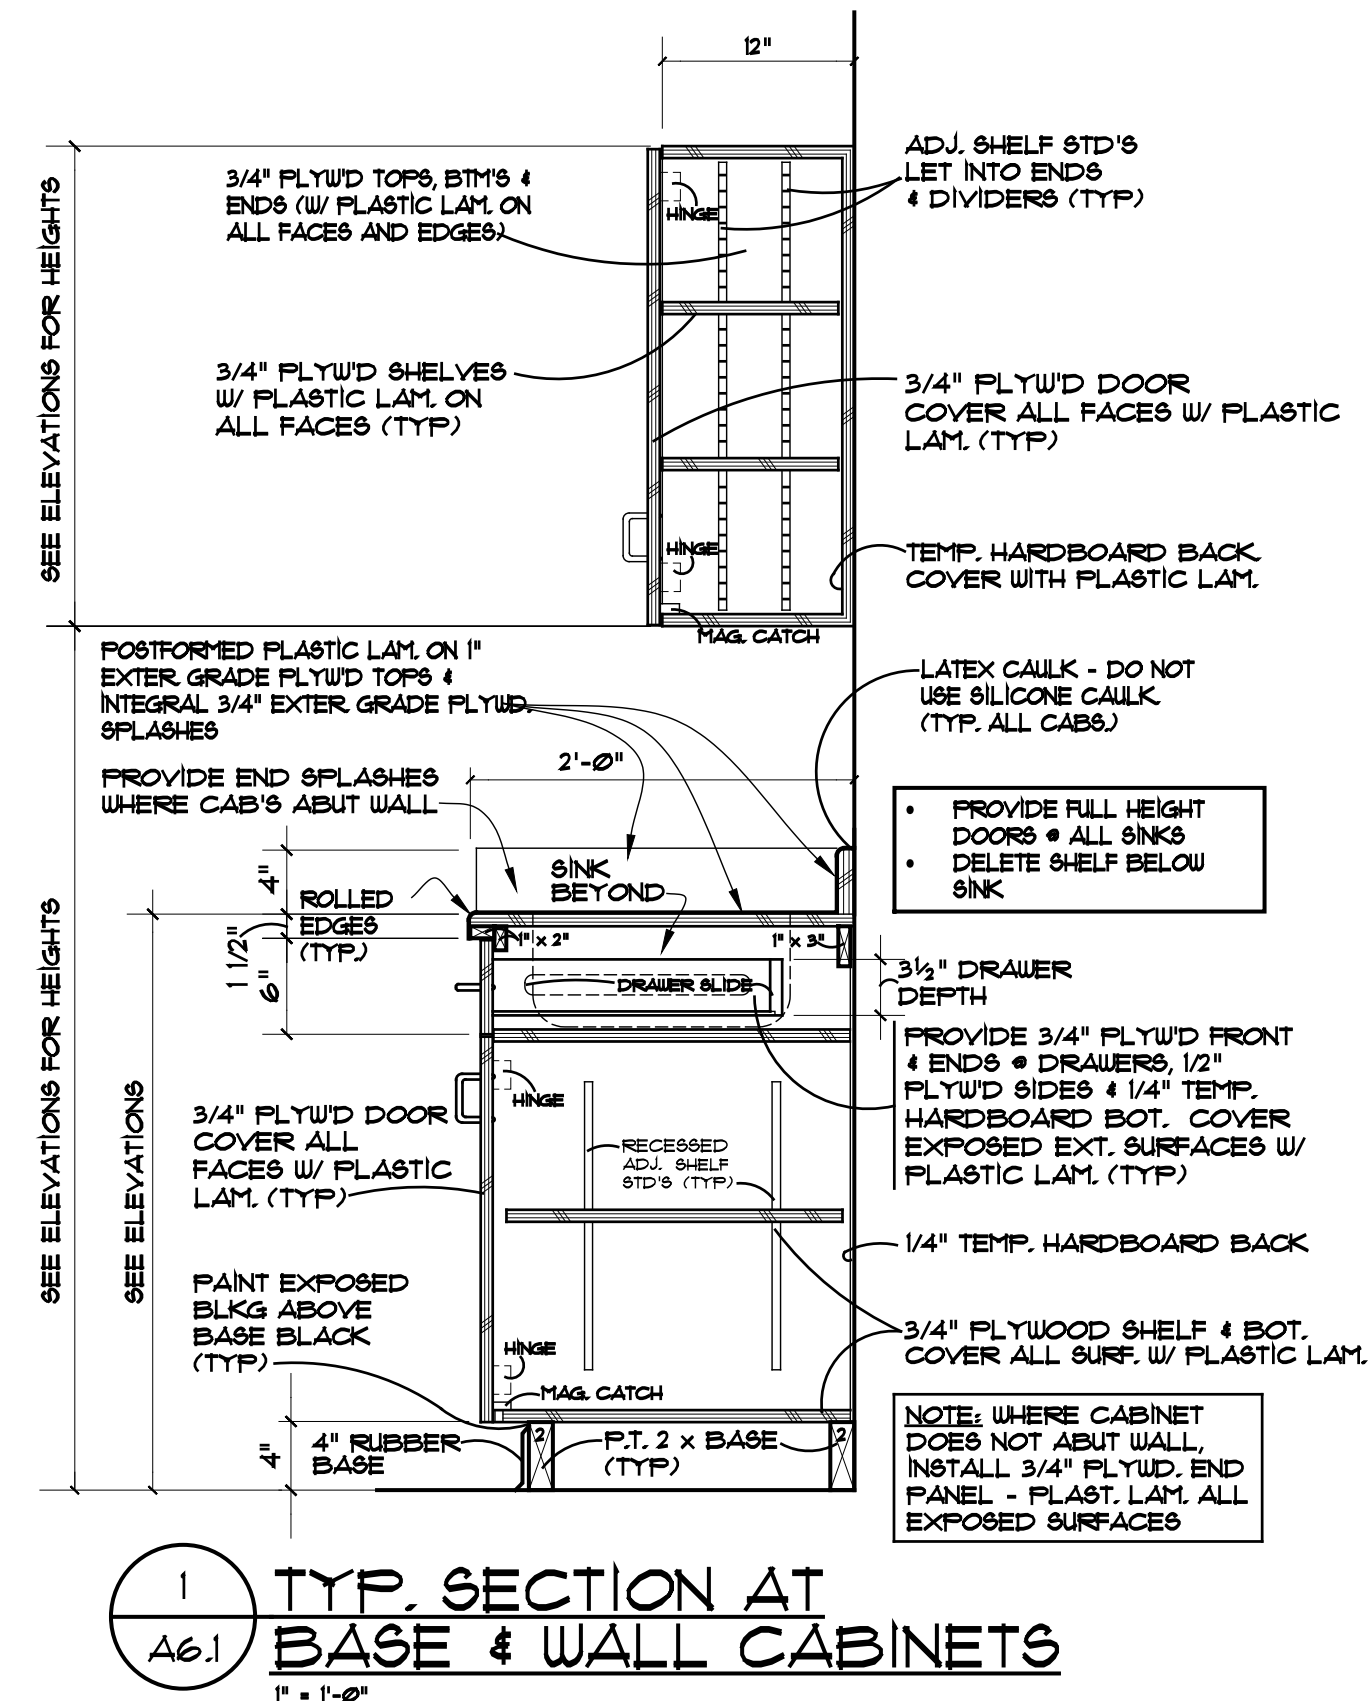 12"
3/4" PLYW'D TOPS, BTM'S &
ENDS (W/ PLASTIC LAM. ON
ALL FACES AND EDGES)
ADJ. SHELF STD'S
LET INTO ENDS
& DIVIDERS (TYP)
HINGE
SEE ELEVATIONS FOR HEIGHTS
3/4" PLYW'D SHELVES
W/ PLASTIC LAM. ON
ALL FACES (TYP)
3/4" PLYW'D DOOR
COVER ALL FACES W/ PLASTIC
LAM. (TYP)
HINGE
TEMP. HARDBOARD BACK
COVER WITH PLASTIC LAM.
MAG. CATCH
POSTFORMED PLASTIC LAM. ON 1"
EXTER GRADE PLYW'D TOPS &
INTEGRAL 3/4" EXTER. GRADE PLYWD.
SPLASHES
LATEX CAULK - DO NOT
USE SILICONE CAULK
(TYP. ALL CABS.)
2'-0"
PROVIDE END SPLASHES
WHERE CAB'S ABUT WALL
• PROVIDE FULL HEIGHT
DOORS @ ALL SINKS
• DELETE SHELF BELOW
SINK
4"
SINK
BEYOND
ROLLED
EDGES
(TYP.)
1 1/2"
6"
1" x 2"
1" x 3"
DRAWER SLIDE
3½" DRAWER
DEPTH
PROVIDE 3/4" PLYW'D FRONT
& ENDS @ DRAWERS, 1/2"
PLYW'D SIDES & 1/4" TEMP.
HARDBOARD BOT. COVER
EXPOSED EXT. SURFACES W/
PLASTIC LAM. (TYP)
SEE ELEVATIONS FOR HEIGHTS
SEE ELEVATIONS
HINGE
3/4" PLYW'D DOOR
COVER ALL
FACES W/ PLASTIC
LAM. (TYP)
RECESSED
ADJ. SHELF
STD'S (TYP)
1/4" TEMP. HARDBOARD BACK
PAINT EXPOSED
BLKG ABOVE
BASE BLACK
(TYP)
3/4" PLYWOOD SHELF & BOT.
COVER ALL SURF. W/ PLASTIC LAM.
HINGE
MAG. CATCH
4"
4" RUBBER
BASE
2
P.T. 2 x BASE
(TYP)
2
NOTE: WHERE CABINET
DOES NOT ABUT WALL,
INSTALL 3/4" PLYWD. END
PANEL - PLAST. LAM. ALL
EXPOSED SURFACES
1
A6.1
TYP. SECTION AT
BASE & WALL CABINETS
1" = 1'-0"